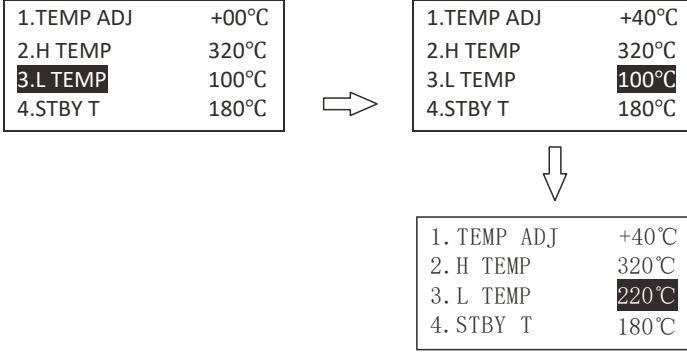 1.TEMP ADJ +00℃
2.H TEMP 320℃
3.L TEMP 100℃
4.STBY T 180℃
1.TEMP ADJ +40℃
2.H TEMP 320℃
3.L TEMP 100℃
4.STBY T 180℃
1. TEMP ADJ +40℃
2. H TEMP 320℃
3. L TEMP 220℃
4. STBY T 180℃